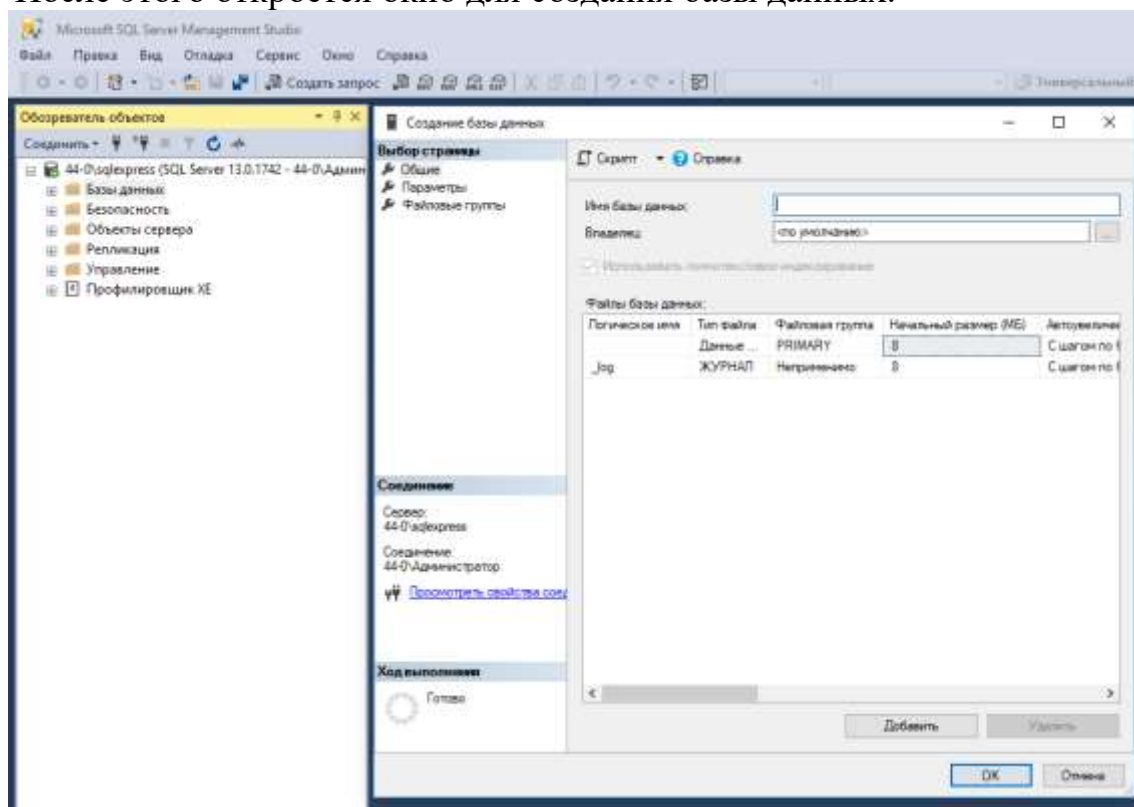 После этого откроется окно для создания базы данных.
Microsoft SQL Server Management Studio
Файл Правка Вид Отладка Сервис Окно Справка
Создать запрос Универсальный
Обозреватель объектов
Соединить
44-0\sqlexpress (SQL Server 13.0.1742 - 44-0\Админ
Базы данных
Безопасность
Объекты сервера
Репликация
Управление
Профилировщик XE
Создание базы данных
Выбор страницы
Общие
Параметры
Файловые группы
Соединение
Сервер:
44-0\sqlexpress
Соединение:
44-0\Администратор
Просмотреть свойства соед
Ход выполнения
Готово
Скрипт Справка
Имя базы данных:
Владелец: <по умолчанию> ...
Использовать полнотекстовое индексирование
Файлы базы данных:
Логическое имя Тип файла Файловая группа Начальный размер (МБ) Автоувеличен
Данные ... PRIMARY 8 С шагом по
_log ЖУРНАЛ Неприменимо 8 С шагом по
Добавить Удалить
OK Отмена